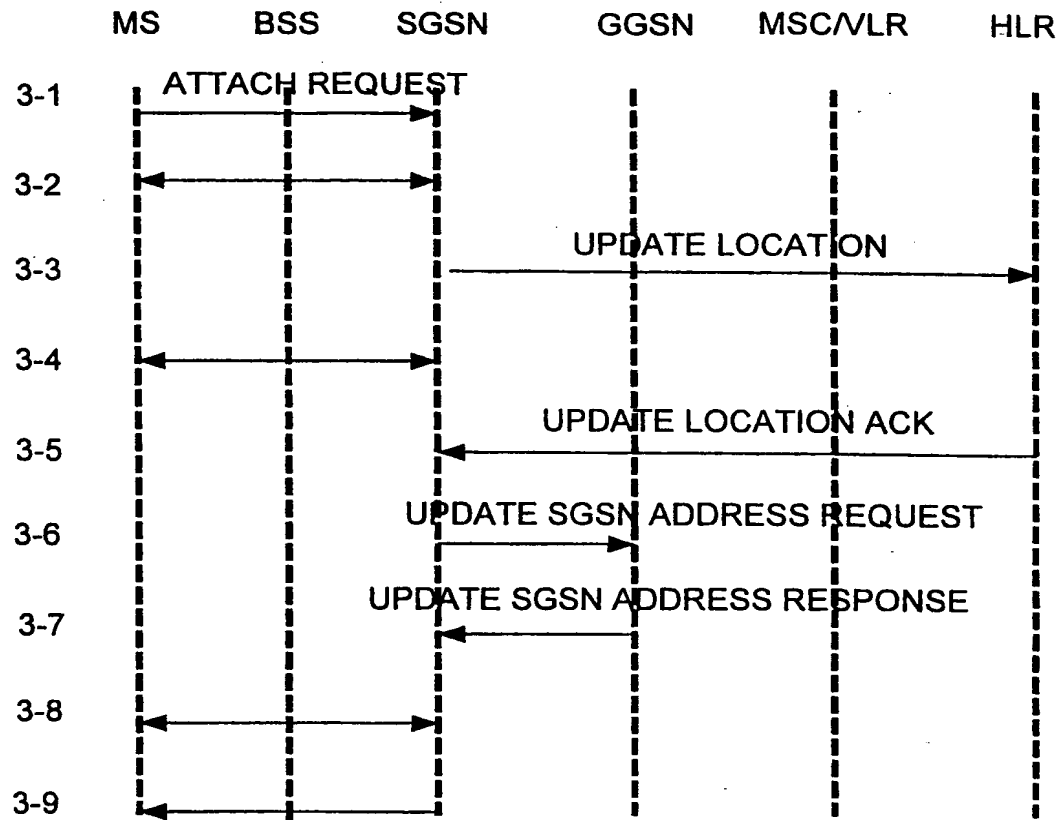 MS BSS SGSN GGSN MSC/VLR HLR
3-1 ATTACH REQUEST
3-2
3-3 UPDATE LOCATION
3-4
3-5 UPDATE LOCATION ACK
3-6 UPDATE SGSN ADDRESS REQUEST
3-7 UPDATE SGSN ADDRESS RESPONSE
3-8
3-9